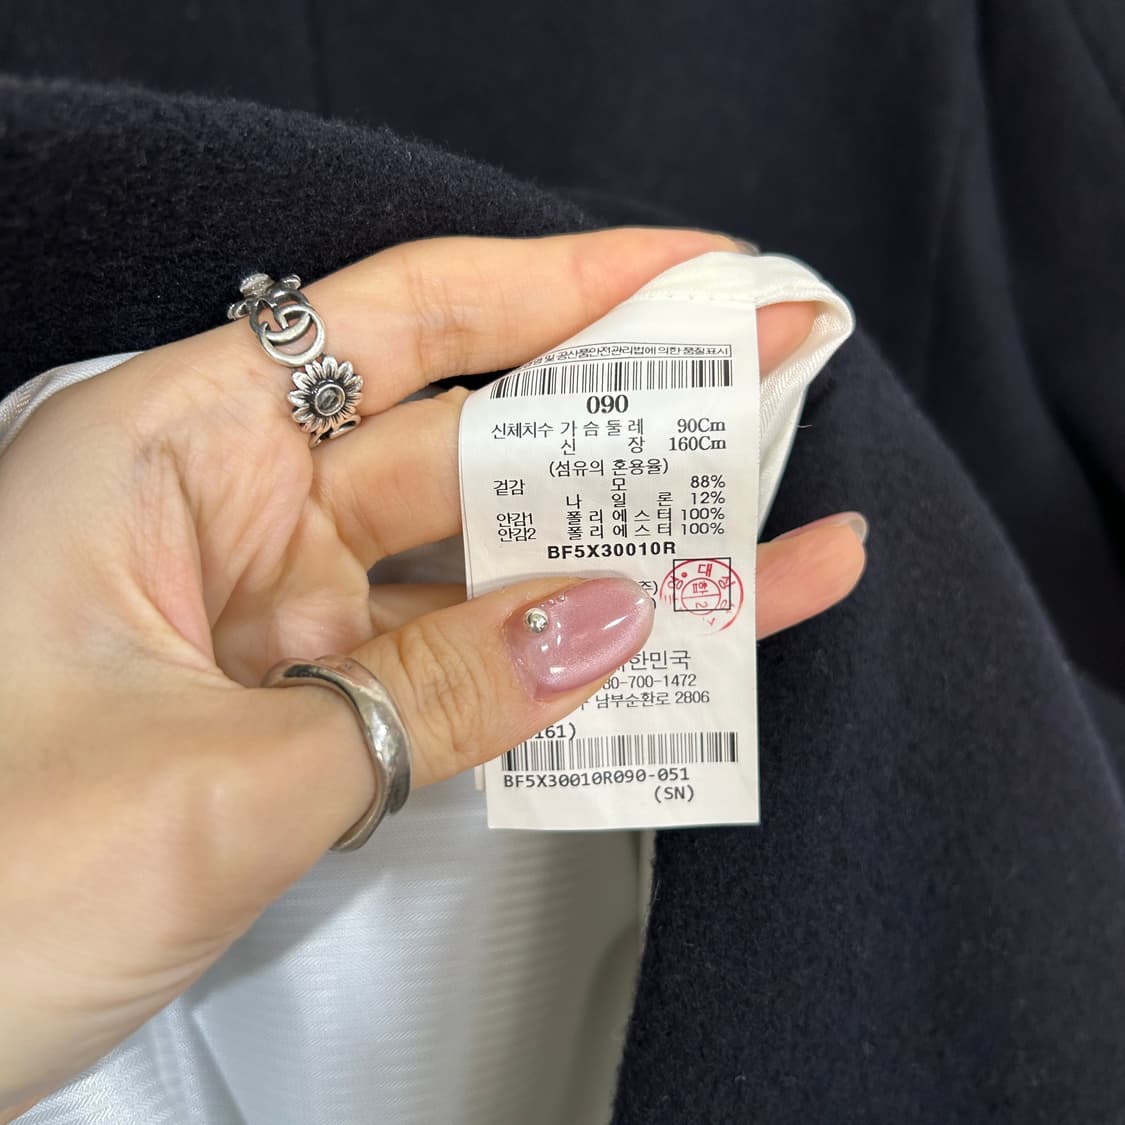 및 공산품안전관리법에 의한 품질표시
090
신체치수 가슴둘레 90Cm
신장 160Cm
(섬유의 혼용율)
겉감 모 88%
나일론 12%
안감1 폴리에스터 100%
안감2 폴리에스터 100%
BF5X30010R
대한민국
80-700-1472
남부순환로 2806
161)
BF5X30010R090-051
(SN)